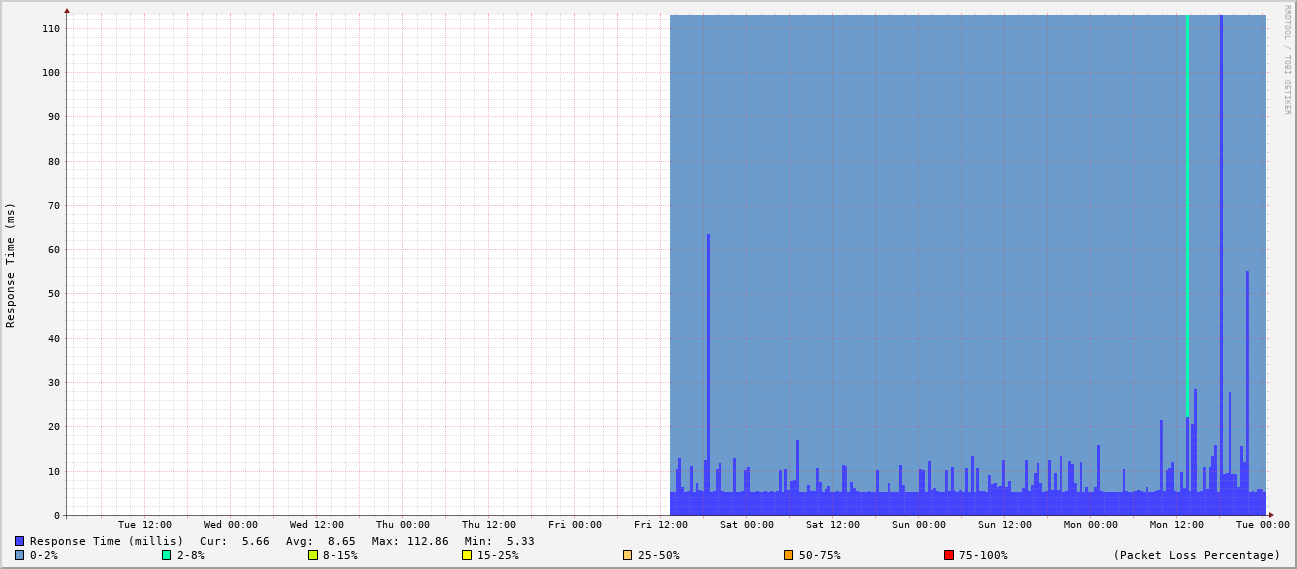 RRDTOOL / TOBI OETIKER
Response Time (ms)
110
100
90
80
70
60
50
40
30
20
10
0
Tue 12:00 Wed 00:00 Wed 12:00 Thu 00:00 Thu 12:00 Fri 00:00 Fri 12:00 Sat 00:00 Sat 12:00 Sun 00:00 Sun 12:00 Mon 00:00 Mon 12:00 Tue 00:00
Response Time (millis) Cur: 5.66 Avg: 8.65 Max: 112.86 Min: 5.33
0-2% 2-8% 8-15% 15-25% 25-50% 50-75% 75-100% (Packet Loss Percentage)